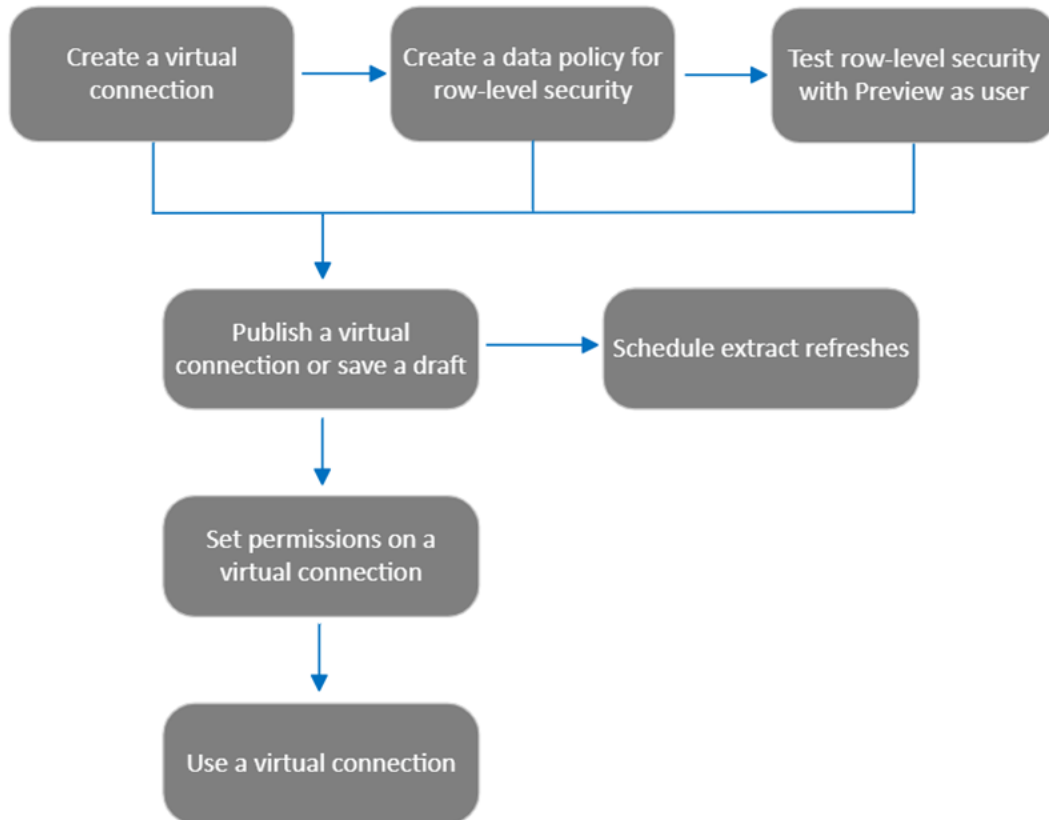 Create a virtual
connection
Create a data policy for
row-level security
Test row-level security
with Preview as user
Publish a virtual
connection or save a draft
Schedule extract refreshes
Set permissions on a
virtual connection
Use a virtual connection